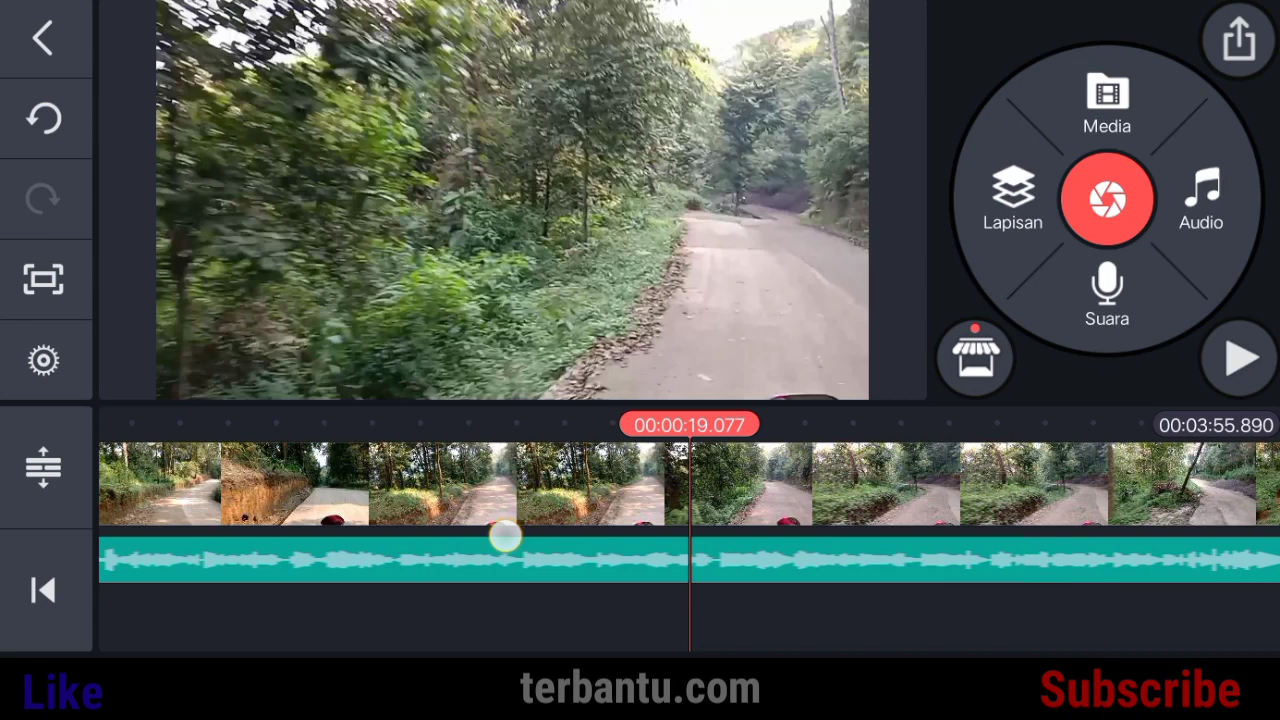 Media
Lapisan
Audio
Suara
00:00:19.077
00:03:55.890
Like
terbantu.com
Subscribe